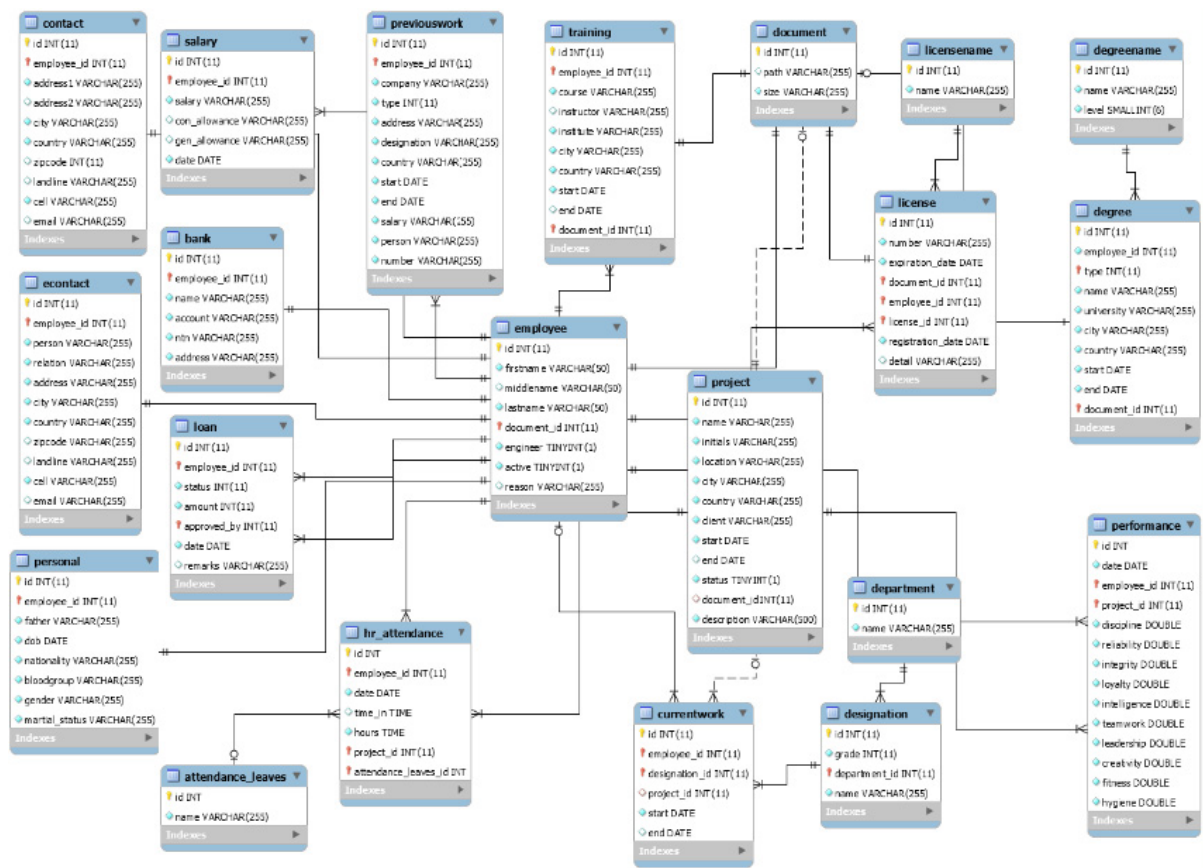 contact
id INT(11)
employee_id INT(11)
address1 VARCHAR(255)
address2 VARCHAR(255)
city VARCHAR(255)
country VARCHAR(255)
zipcode INT(11)
landline VARCHAR(255)
cell VARCHAR(255)
email VARCHAR(255)
Indexes
salary
id INT(11)
employee_id INT(11)
salary VARCHAR(255)
con_allowance VARCHAR(255)
gen_allowance VARCHAR(255)
date DATE
Indexes
previouswork
id INT(11)
employee_id INT(11)
company VARCHAR(255)
type INT(11)
address VARCHAR(255)
designation VARCHAR(255)
country VARCHAR(255)
start DATE
end DATE
salary VARCHAR(255)
person VARCHAR(255)
number VARCHAR(255)
Indexes
training
id INT(11)
employee_id INT(11)
course VARCHAR(255)
instructor VARCHAR(255)
institute VARCHAR(255)
city VARCHAR(255)
country VARCHAR(255)
start DATE
end DATE
document_id INT(11)
Indexes
document
id INT(11)
path VARCHAR(255)
size VARCHAR(255)
Indexes
licensename
id INT(11)
name VARCHAR(255)
Indexes
degreename
id INT(11)
name VARCHAR(255)
level SMALLINT(6)
Indexes
bank
id INT(11)
employee_id INT(11)
name VARCHAR(255)
account VARCHAR(255)
ntn VARCHAR(255)
address VARCHAR(255)
Indexes
license
id INT(11)
number VARCHAR(255)
expiration_date DATE
document_id INT(11)
employee_id INT(11)
license_id INT(11)
registration_date DATE
detail VARCHAR(255)
Indexes
degree
id INT(11)
employee_id INT(11)
type INT(11)
name VARCHAR(255)
university VARCHAR(255)
city VARCHAR(255)
country VARCHAR(255)
start DATE
end DATE
document_id INT(11)
Indexes
econtact
id INT(11)
employee_id INT(11)
person VARCHAR(255)
relation VARCHAR(255)
address VARCHAR(255)
city VARCHAR(255)
country VARCHAR(255)
zipcode VARCHAR(255)
landline VARCHAR(255)
cell VARCHAR(255)
email VARCHAR(255)
Indexes
employee
id INT(11)
firstname VARCHAR(50)
middlename VARCHAR(50)
lastname VARCHAR(50)
document_id INT(11)
engineer TINYINT(1)
active TINYINT(1)
reason VARCHAR(255)
Indexes
project
id INT(11)
name VARCHAR(255)
initials VARCHAR(255)
location VARCHAR(255)
city VARCHAR(255)
country VARCHAR(255)
client VARCHAR(255)
start DATE
end DATE
status TINYINT(1)
document_idINT(11)
description VARCHAR(500)
Indexes
loan
id INT(11)
employee_id INT(11)
status INT(11)
amount INT(11)
approved_by INT(11)
date DATE
remarks VARCHAR(255)
Indexes
personal
id INT(11)
employee_id INT(11)
father VARCHAR(255)
dob DATE
nationality VARCHAR(255)
bloodgroup VARCHAR(255)
gender VARCHAR(255)
martial_status VARCHAR(255)
Indexes
hr_attendance
id INT
employee_id INT(11)
date DATE
time_in TIME
hours TIME
project_id INT(11)
attendance_leaves_id INT
Indexes
attendance_leaves
id INT
name VARCHAR(255)
Indexes
department
id INT(11)
name VARCHAR(255)
Indexes
performance
id INT
date DATE
employee_id INT(11)
project_id INT(11)
discipline DOUBLE
reliability DOUBLE
integrity DOUBLE
loyalty DOUBLE
intelligence DOUBLE
teamwork DOUBLE
leadership DOUBLE
creativity DOUBLE
fitness DOUBLE
hygiene DOUBLE
Indexes
currentwork
id INT(11)
employee_id INT(11)
designation_id INT(11)
project_id INT(11)
start DATE
end DATE
Indexes
designation
id INT(11)
grade INT(11)
department_id INT(11)
name VARCHAR(255)
Indexes